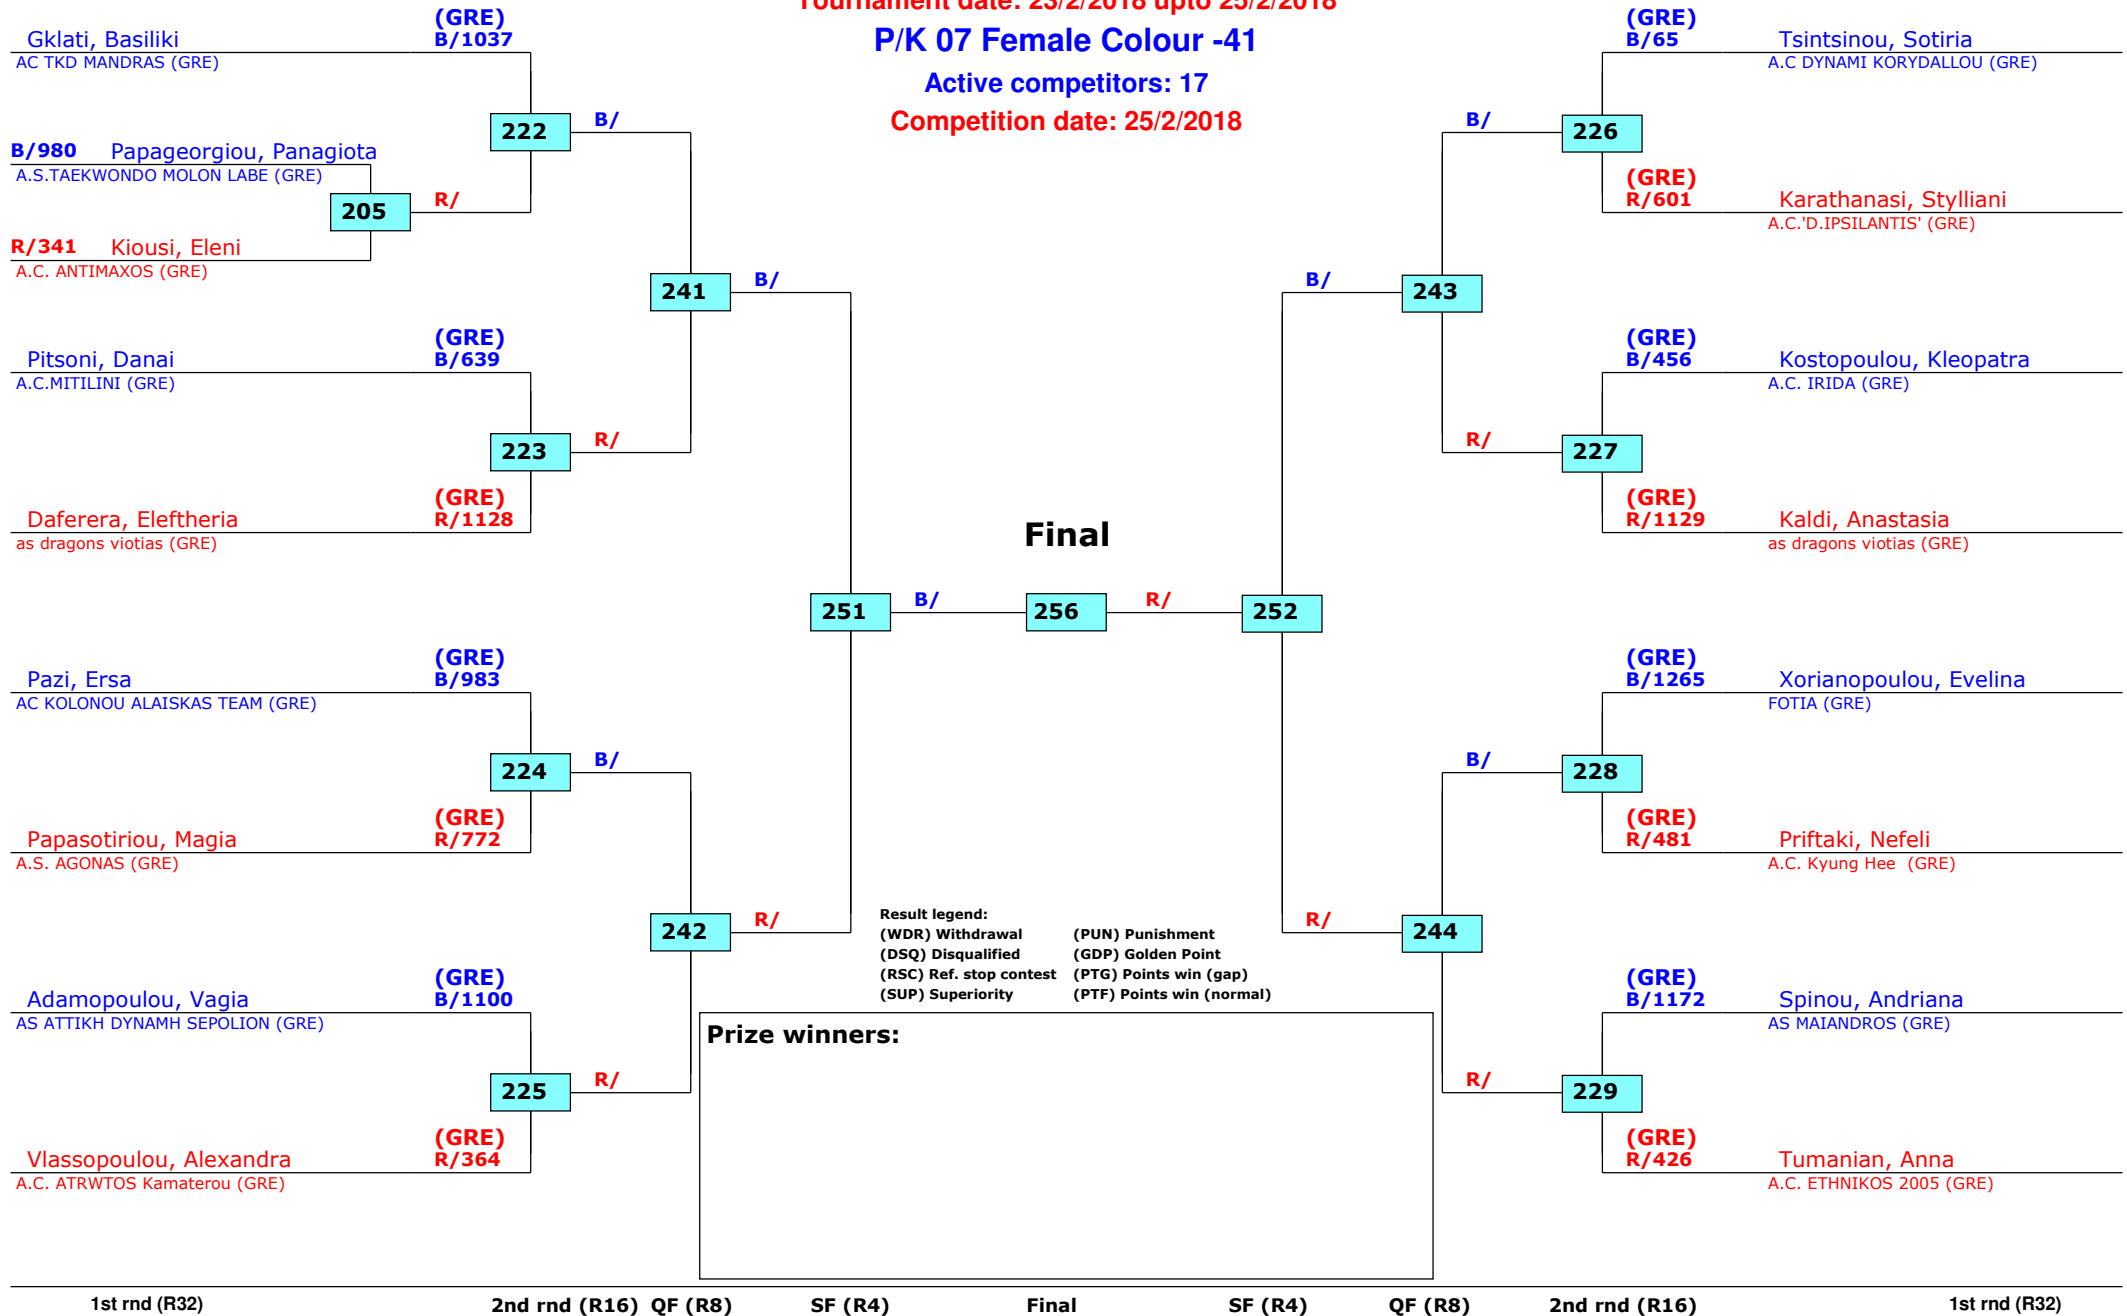 Tournament date: 23/2/2018 upto 25/2/2018
P/K 07 Female Colour -41
Active competitors: 17
Competition date: 25/2/2018
(GRE)
Gklati, Basiliki B/1037
AC TKD MANDRAS (GRE)
222 B/
B/980 Papageorgiou, Panagiota
A.S.TAEKWONDO MOLON LABE (GRE)
205 R/
R/341 Kiousi, Eleni
A.C. ANTIMAXOS (GRE)
241 B/
(GRE)
Pitsoni, Danai B/639
A.C.MITILINI (GRE)
223 R/
(GRE)
Daferera, Eleftheria R/1128
as dragons viotias (GRE)
(GRE)
Pazi, Ersa B/983
AC KOLONOU ALAISKAS TEAM (GRE)
224 B/
(GRE)
Papasotiriou, Magia R/772
A.S. AGONAS (GRE)
242 R/
(GRE)
Adamopoulou, Vagia B/1100
AS ATTIKH DYNAMH SEPOLION (GRE)
225 R/
(GRE)
Vlassopoulou, Alexandra R/364
A.C. ATRWTOS Kamaterou (GRE)
Final
251 B/ 256 R/ 252
(GRE)
B/65 Tsintsinou, Sotiria
A.C DYNAMI KORYDALLOU (GRE)
B/ 226
(GRE)
R/601 Karathanasi, Stylliani
A.C.'D.IPSILANTIS' (GRE)
B/ 243
(GRE)
B/456 Kostopoulou, Kleopatra
A.C. IRIDA (GRE)
R/ 227
(GRE)
R/1129 Kaldi, Anastasia
as dragons viotias (GRE)
(GRE)
B/1265 Xorianopoulou, Evelina
FOTIA (GRE)
B/ 228
(GRE)
R/481 Priftaki, Nefeli
A.C. Kyung Hee (GRE)
R/ 244
(GRE)
B/1172 Spinou, Andriana
AS MAIANDROS (GRE)
R/ 229
(GRE)
R/426 Tumanian, Anna
A.C. ETHNIKOS 2005 (GRE)
Result legend:
(WDR) Withdrawal (PUN) Punishment
(DSQ) Disqualified (GDP) Golden Point
(RSC) Ref. stop contest (PTG) Points win (gap)
(SUP) Superiority (PTF) Points win (normal)
Prize winners:
1st rnd (R32) 2nd rnd (R16) QF (R8) SF (R4) Final SF (R4) QF (R8) 2nd rnd (R16) 1st rnd (R32)